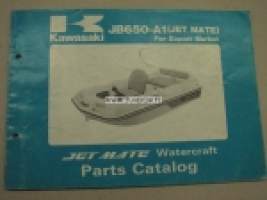 Kawasaki
JB650-A1(JET MATE)
For Export Market
JET MATE Watercraft
Parts Catalog